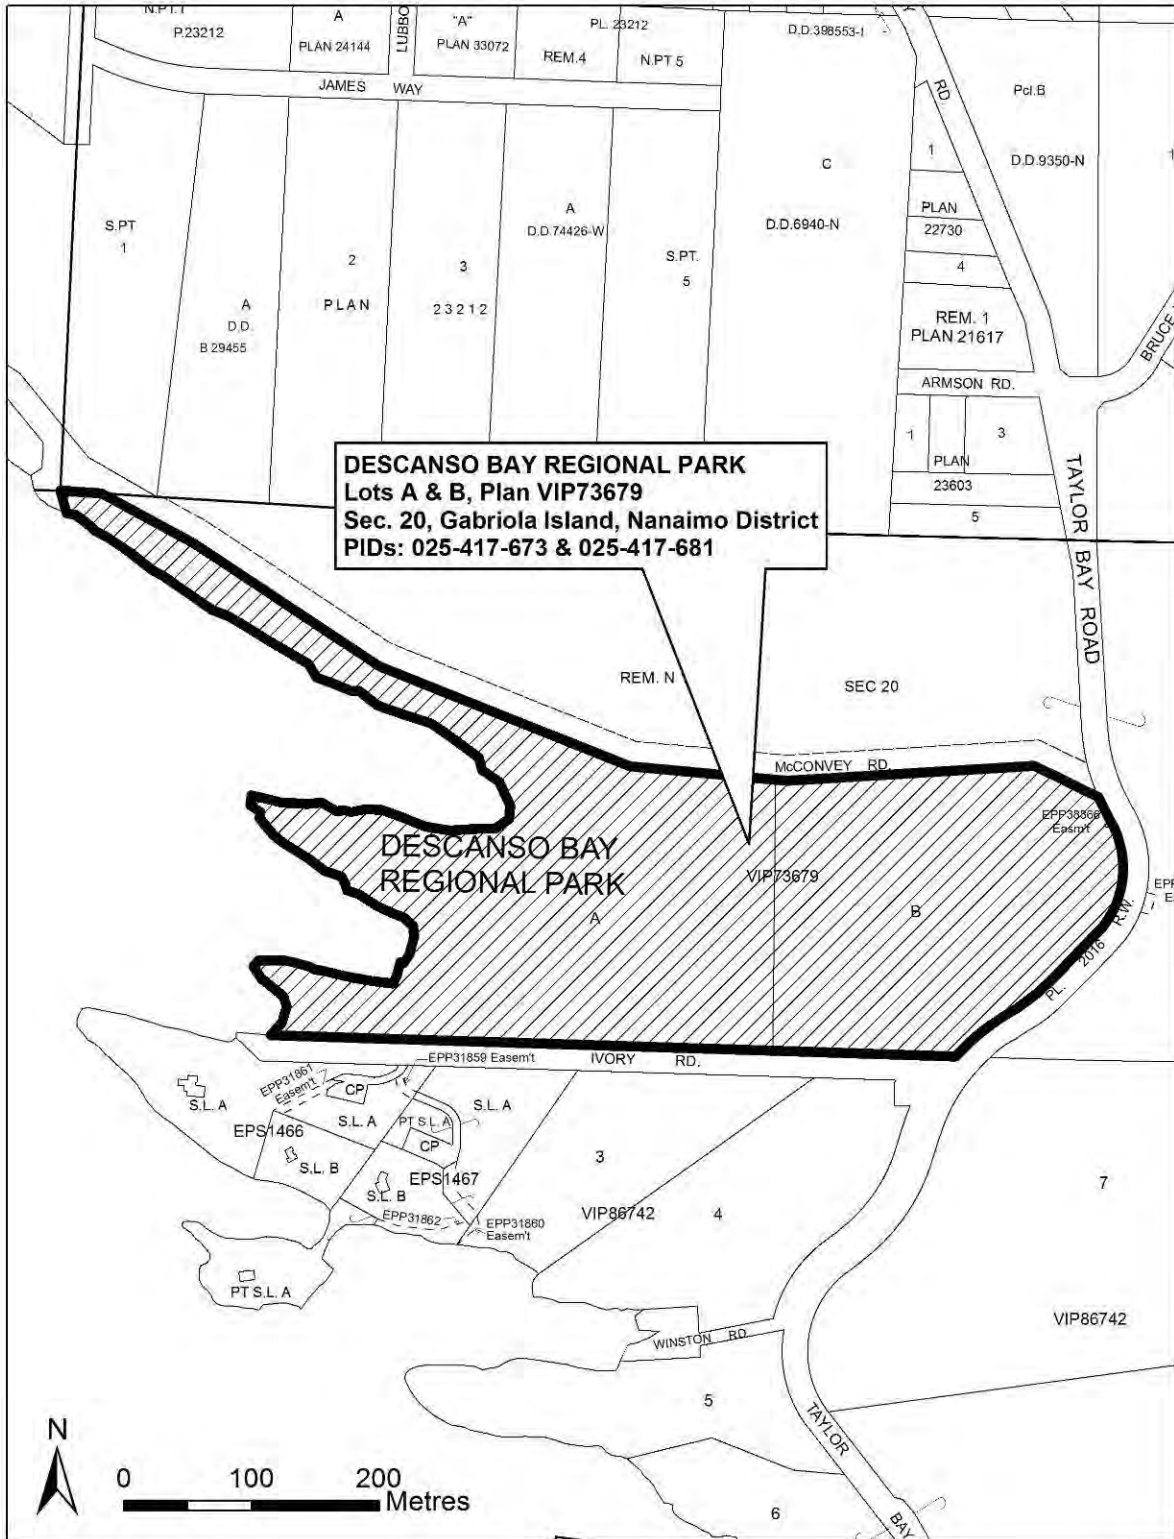 N.PT.1
P.23212
A
PLAN 24144
LUBBO
"A"
PLAN 33072
PL. 23212
REM.4
N.PT 5
D.D.398553-I
RD.
Pcl.B
D.D.9350-N
JAMES WAY
1
PLAN
22730
4
REM. 1
PLAN 21617
ARMSON RD.
BRUCE
1
3
PLAN
23603
5
C
D.D.6940-N
S.PT
1
A
D.D.
B 29455
2
PLAN
3
23212
A
D.D.74426-W
S.PT.
5
DESCANSO BAY REGIONAL PARK
Lots A & B, Plan VIP73679
Sec. 20, Gabriola Island, Nanaimo District
PIDs: 025-417-673 & 025-417-681
TAYLOR BAY ROAD
REM. N
SEC 20
McCONVEY RD.
EPP38866
Easm't
DESCANSO BAY
REGIONAL PARK
VIP73679
A
B
PL. 2016 R.W.
EPP31859 Easem't
IVORY RD.
EPP31861
Easem't
CP
S.L. A
S.L. A
S.L. A
PT S.L. A
CP
EPS1466
S.L. B
EPS1467
S.L. B
EPP31862
EPP31860
Easem't
PT S.L. A
3
VIP86742
4
7
VIP86742
WINSTON RD
5
6
TAYLOR BAY
N
0 100 200
Metres